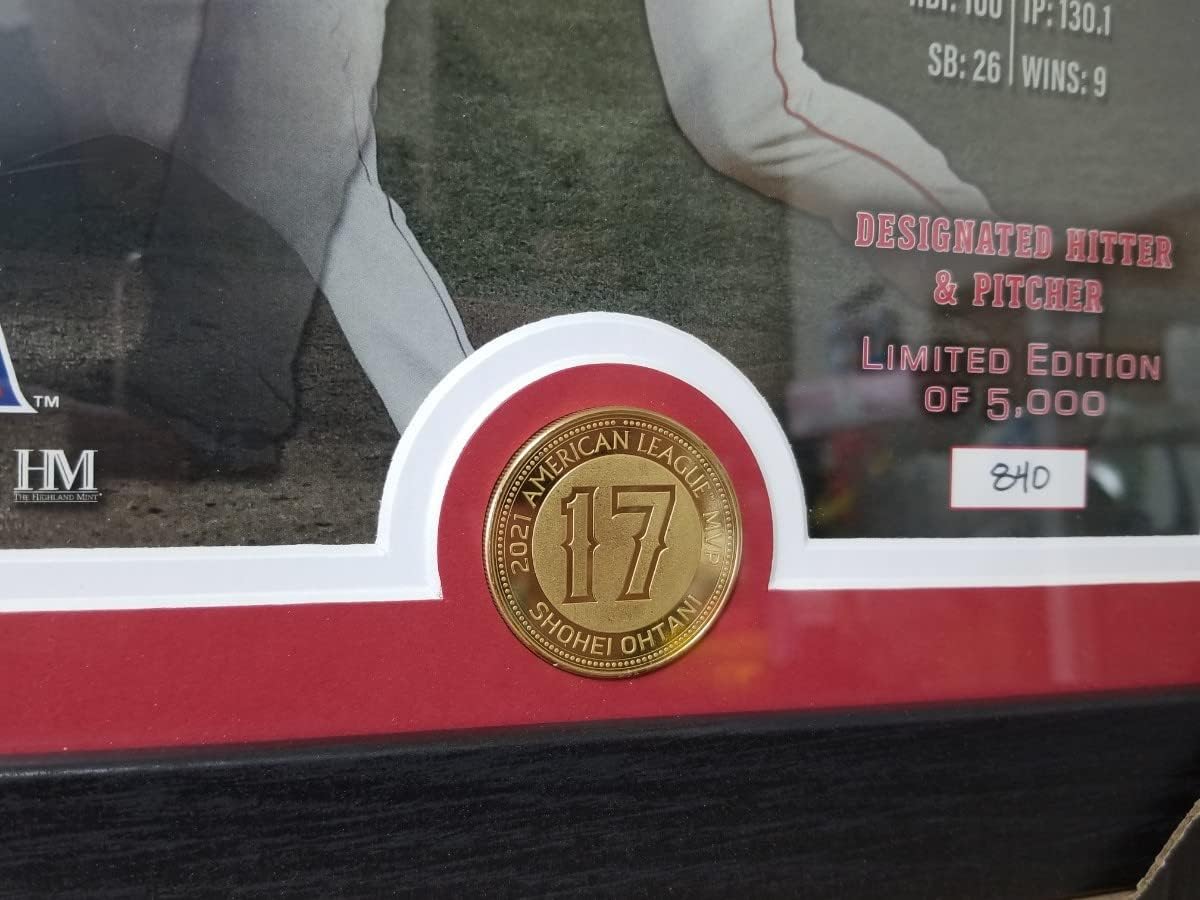 RBI: 100 | IP: 130.1
SB: 26 | WINS: 9
DESIGNATED HITTER
& PITCHER
LIMITED EDITION
OF 5,000
840
TM
HM
THE HIGHLAND MINT
2021 AMERICAN LEAGUE MVP
17
SHOHEI OHTANI